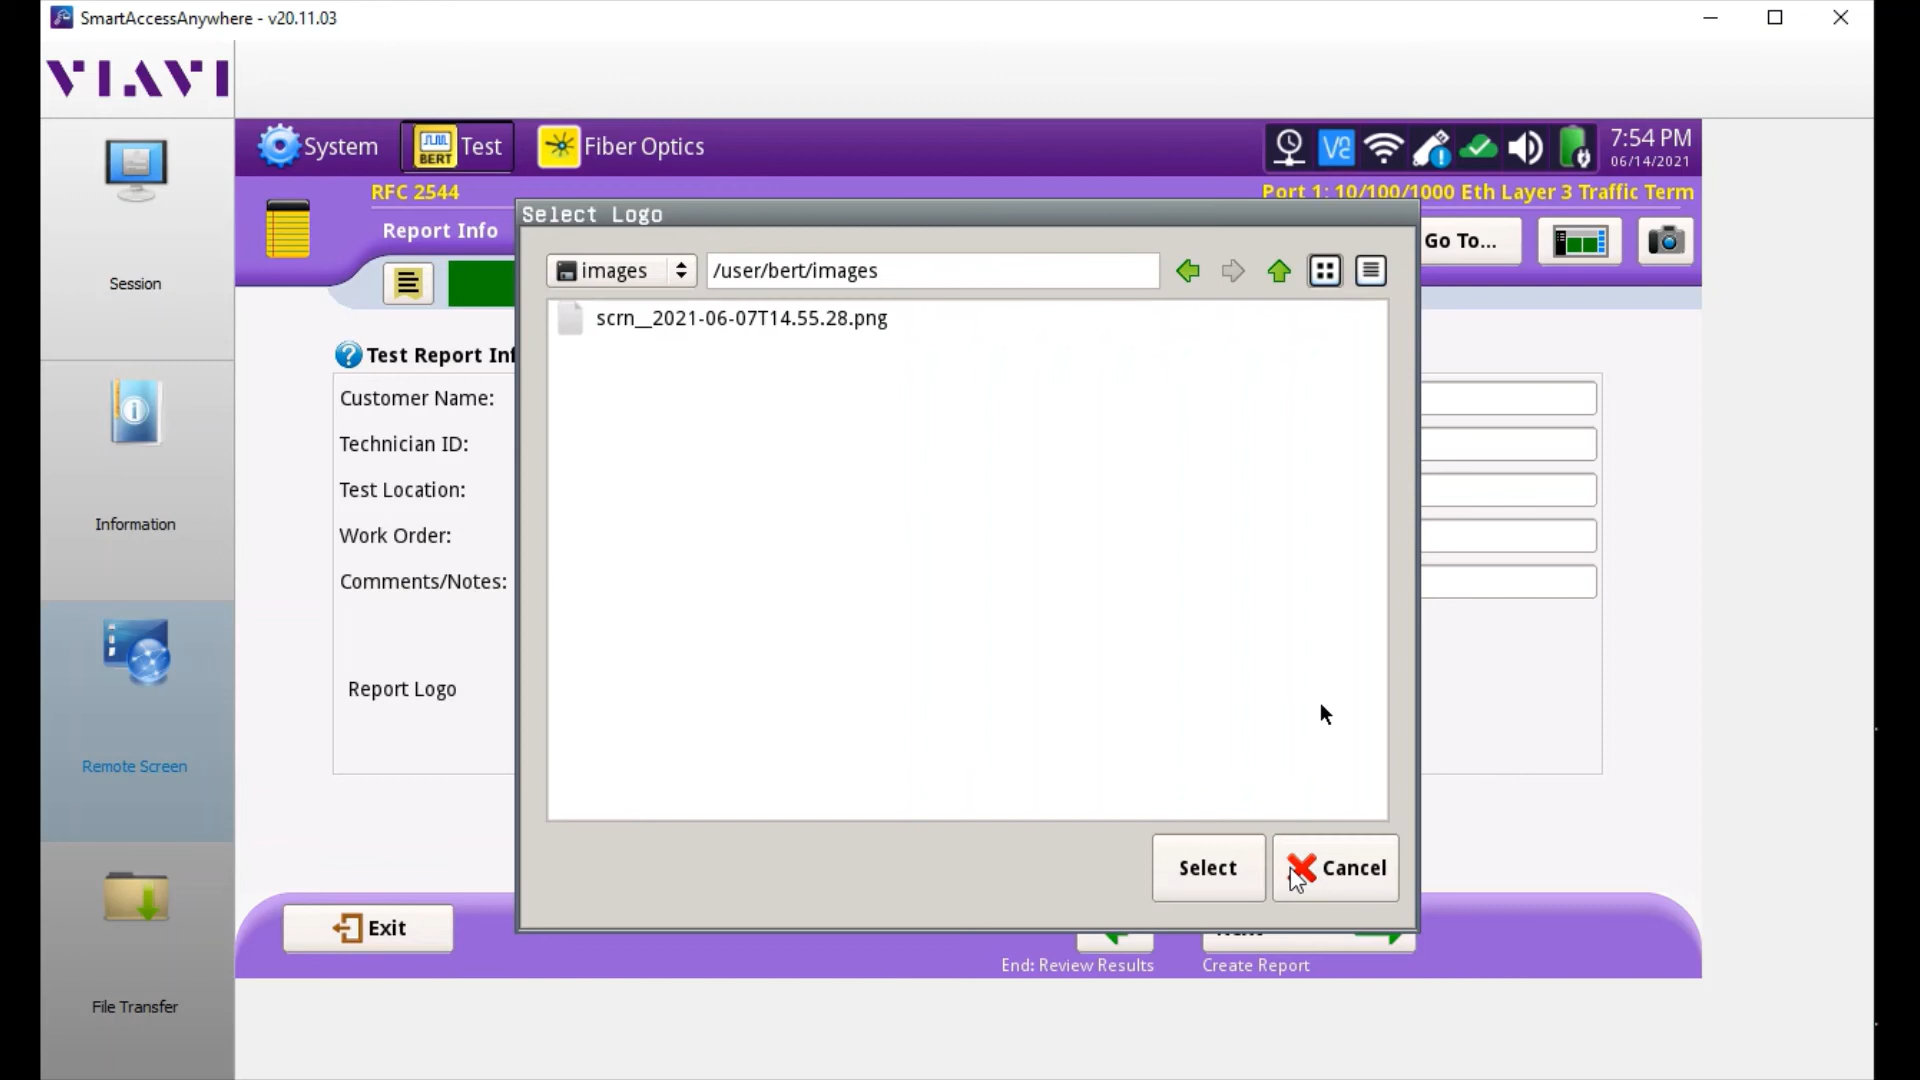 SmartAccessAnywhere - v20.11.03
VIAVI
System
BERT
Test
Fiber Optics
7:54 PM
06/14/2021
RFC 2544
Port 1: 10/100/1000 Eth Layer 3 Traffic Term
Report Info
Select Logo
Go To...
images
/user/bert/images
Session
scrn__2021-06-07T14.55.28.png
Test Report Inf
Customer Name:
Technician ID:
Test Location:
Information
Work Order:
Comments/Notes:
Report Logo
Remote Screen
Select
Cancel
Exit
End: Review Results
Create Report
File Transfer